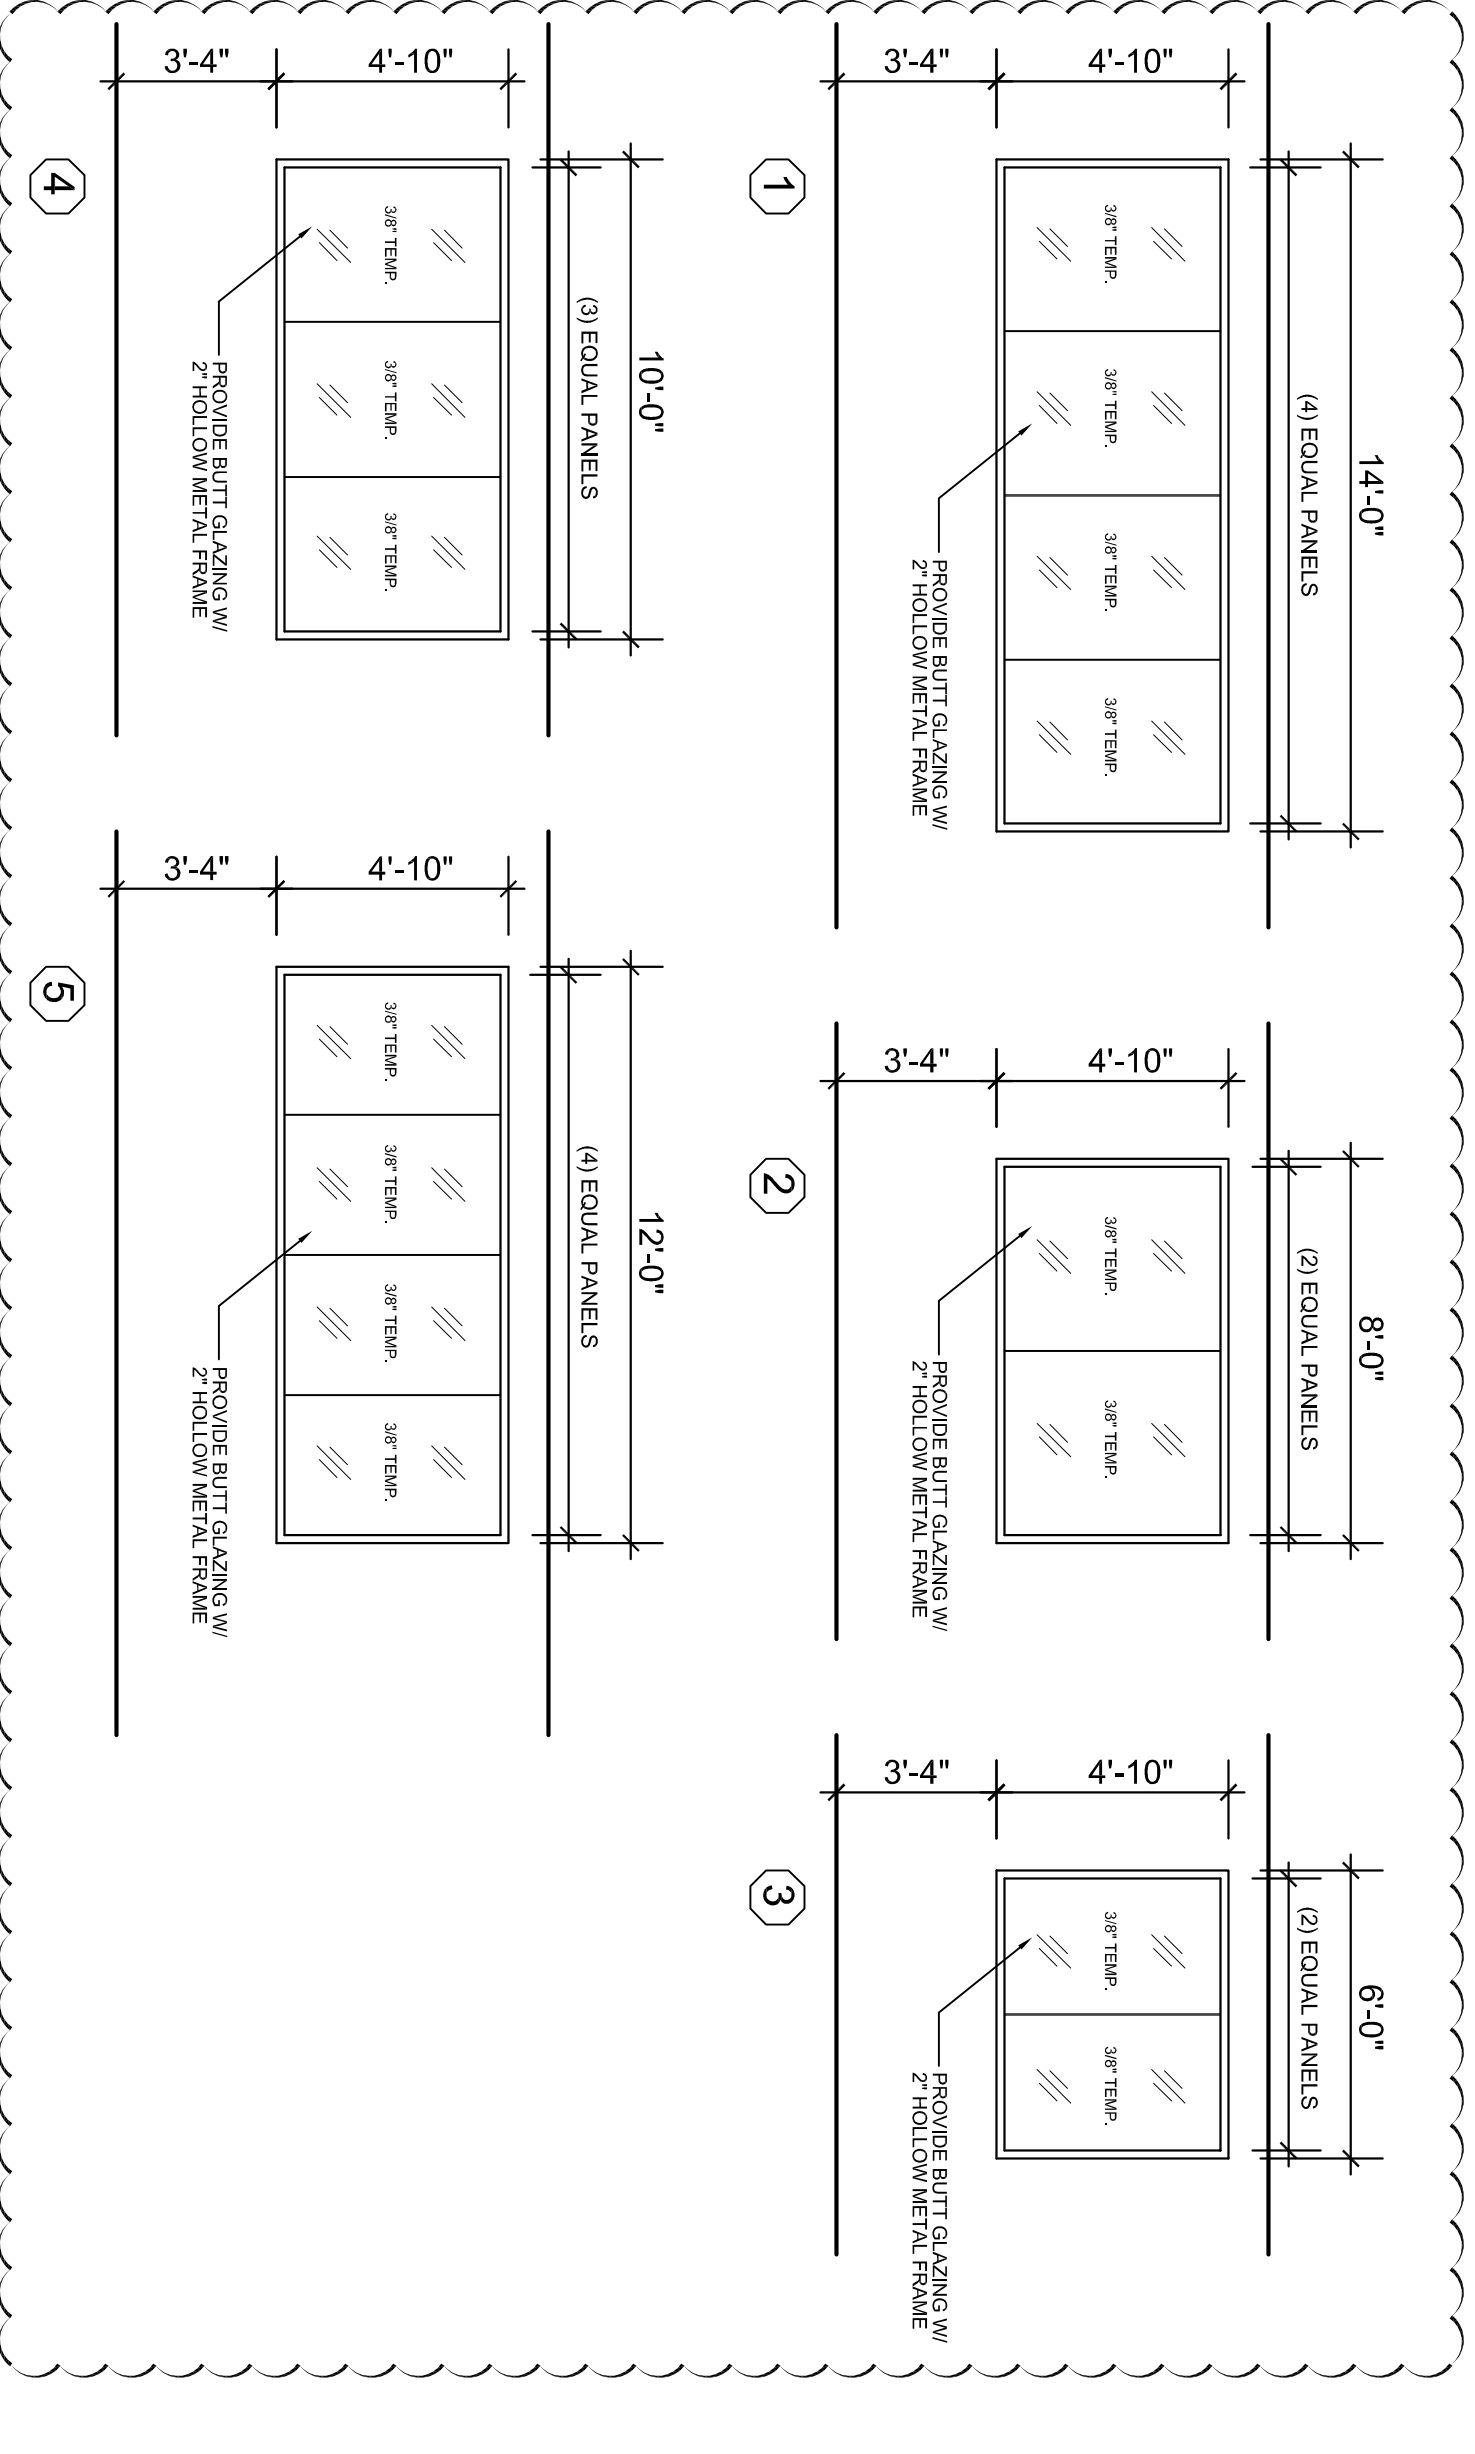 14'-0"
(4) EQUAL PANELS
4'-10"
3/8" TEMP.
3/8" TEMP.
3/8" TEMP.
3/8" TEMP.
3'-4"
PROVIDE BUTT GLAZING W/
2" HOLLOW METAL FRAME
1
8'-0"
(2) EQUAL PANELS
4'-10"
3/8" TEMP.
3/8" TEMP.
3'-4"
PROVIDE BUTT GLAZING W/
2" HOLLOW METAL FRAME
2
6'-0"
(2) EQUAL PANELS
4'-10"
3/8" TEMP.
3/8" TEMP.
3'-4"
PROVIDE BUTT GLAZING W/
2" HOLLOW METAL FRAME
3
10'-0"
(3) EQUAL PANELS
4'-10"
3/8" TEMP.
3/8" TEMP.
3/8" TEMP.
3'-4"
PROVIDE BUTT GLAZING W/
2" HOLLOW METAL FRAME
4
12'-0"
(4) EQUAL PANELS
4'-10"
3/8" TEMP.
3/8" TEMP.
3/8" TEMP.
3/8" TEMP.
3'-4"
PROVIDE BUTT GLAZING W/
2" HOLLOW METAL FRAME
5